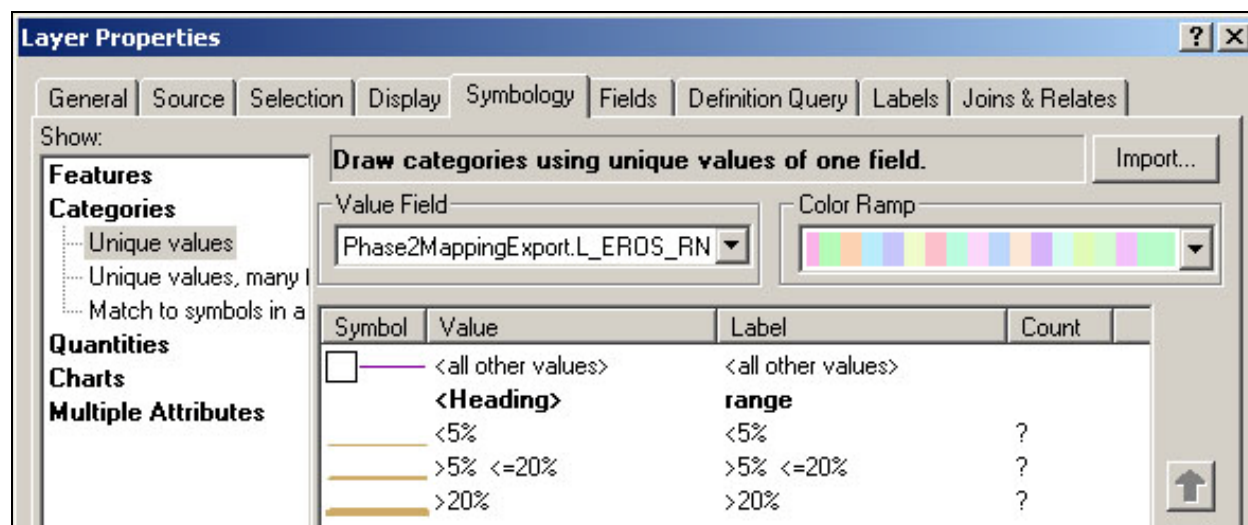 Layer Properties
? X
General Source Selection Display Symbology Fields Definition Query Labels Joins & Relates
Show:
Features
Categories
Unique values
Unique values, many
Match to symbols in a
Quantities
Charts
Multiple Attributes
Draw categories using unique values of one field.
Import...
Value Field
Phase2MappingExport.L_EROS_RN
Color Ramp
Symbol Value Label Count
<all other values> <all other values>
<Heading> range
<5% <5% ?
>5% <=20% >5% <=20% ?
>20% >20% ?